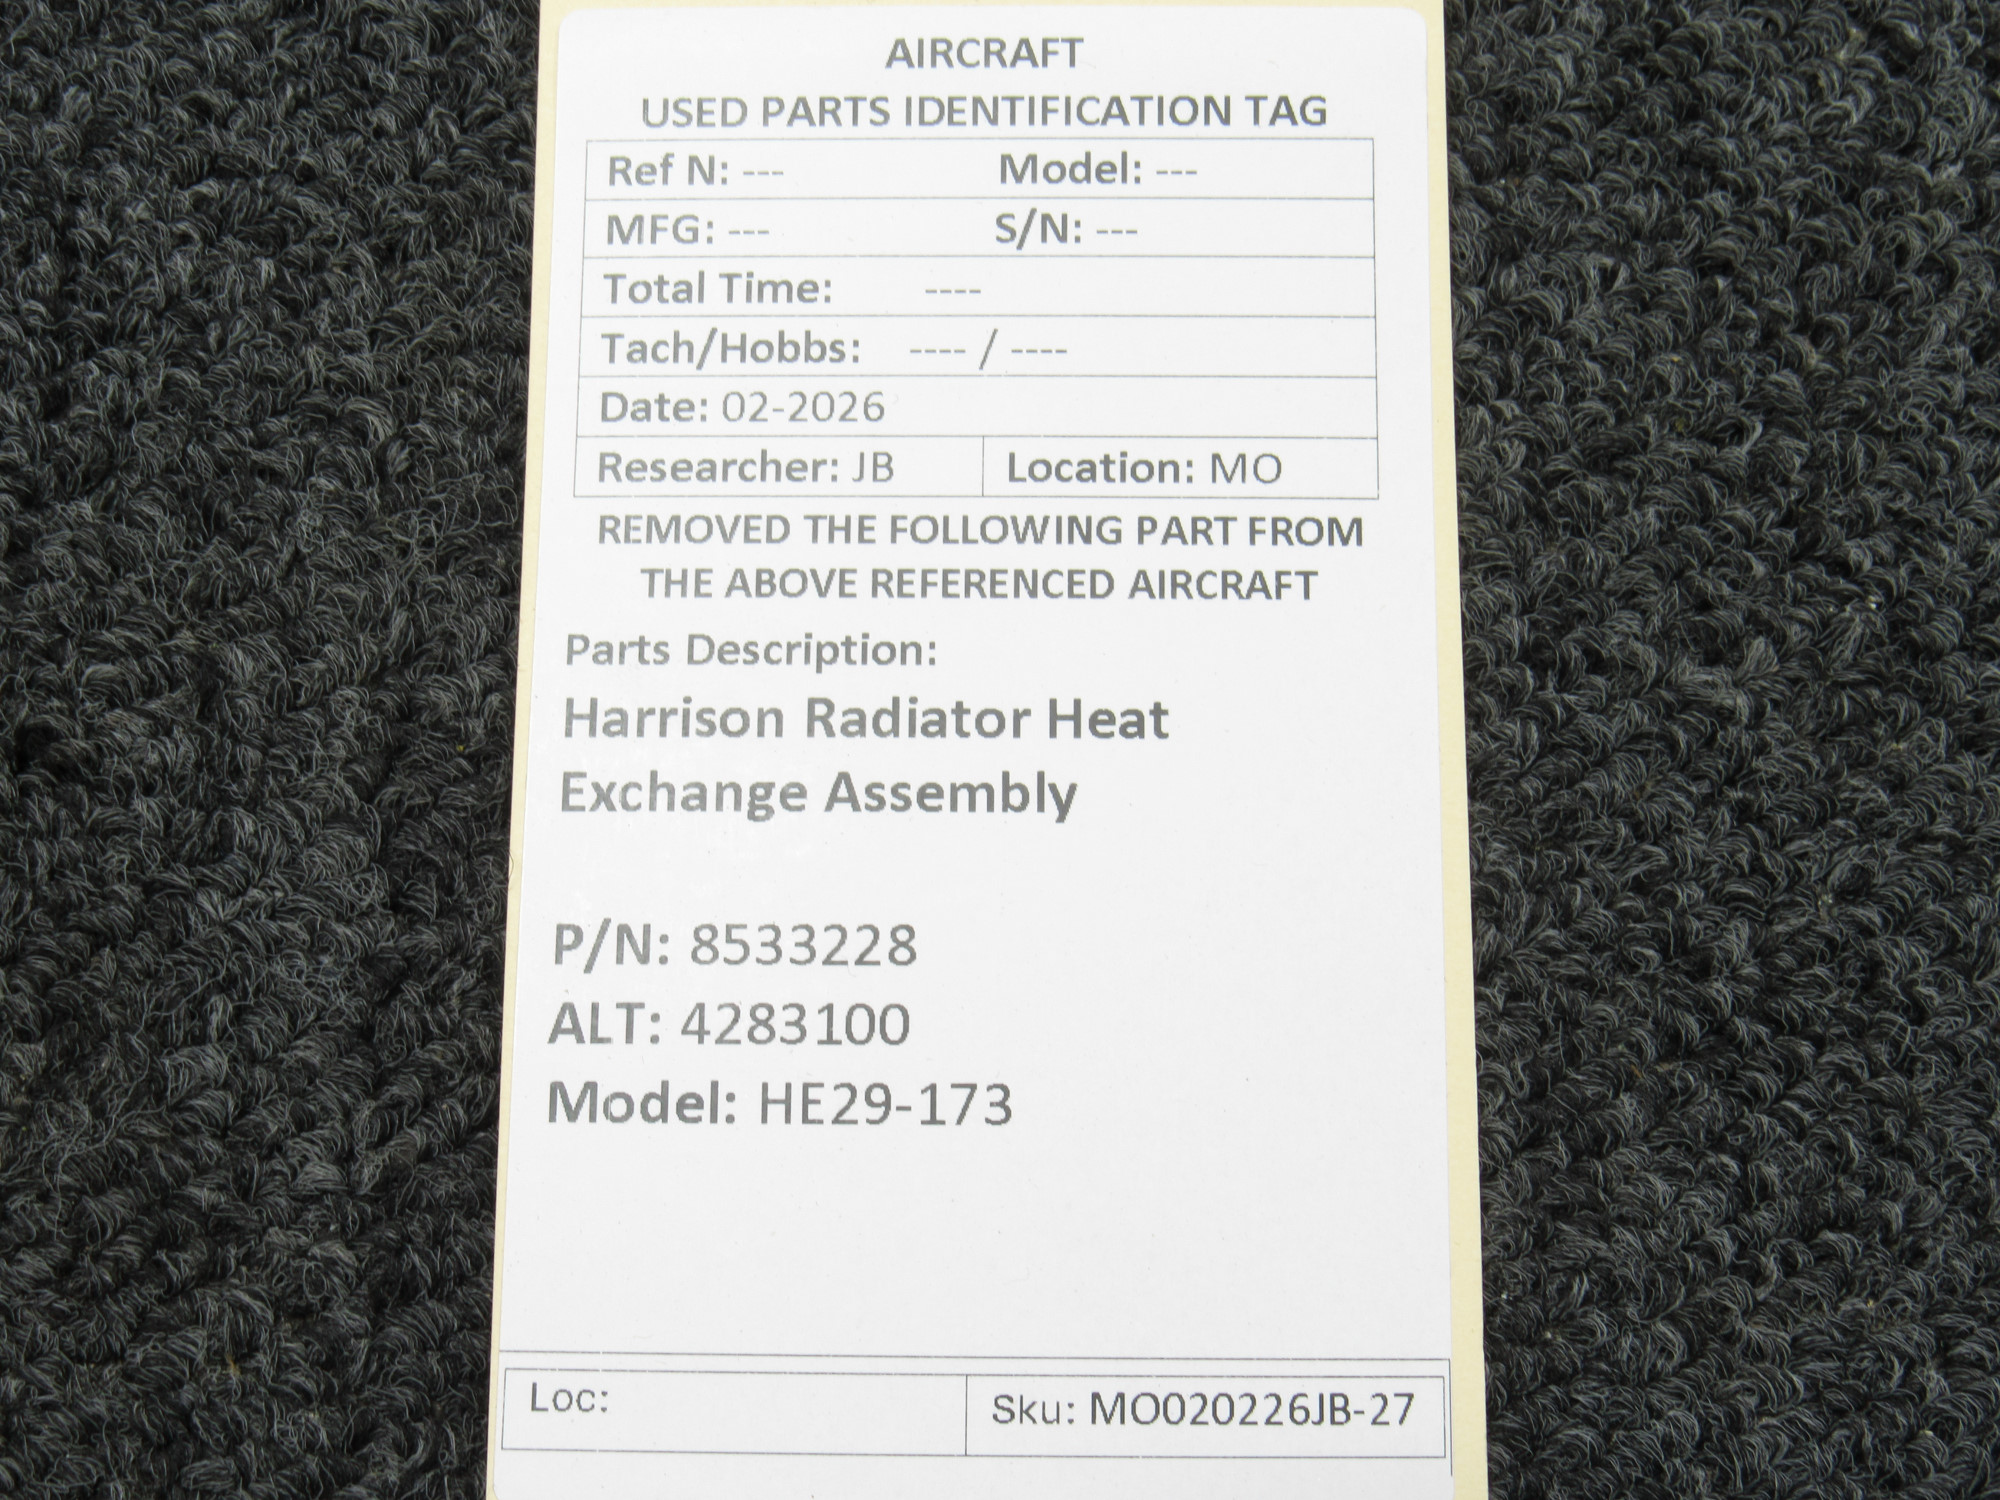 AIRCRAFT
USED PARTS IDENTIFICATION TAG
Ref N: --- Model: ---
MFG: --- S/N: ---
Total Time: ----
Tach/Hobbs: ---- / ----
Date: 02-2026
Researcher: JB Location: MO
REMOVED THE FOLLOWING PART FROM
THE ABOVE REFERENCED AIRCRAFT
Parts Description:
Harrison Radiator Heat
Exchange Assembly
P/N: 8533228
ALT: 4283100
Model: HE29-173
Loc: Sku: MO020226JB-27